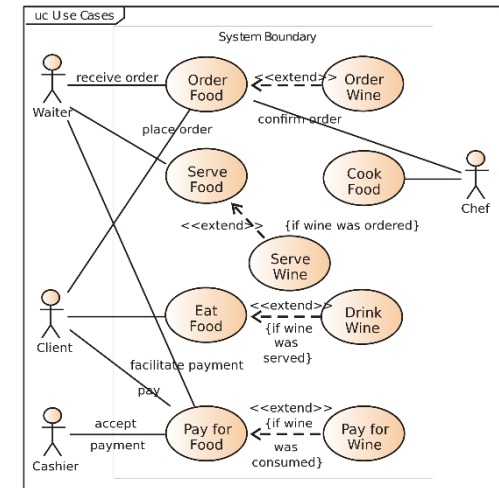 uc Use Cases
System Boundary
receive order
Order
Food
<<extend>>
Order
Wine
Waiter
place order
confirm order
Serve
Food
Cook
Food
Chef
<<extend>>
{if wine was ordered}
Serve
Wine
<<extend>>
Eat
Food
Drink
Wine
{if wine
was
served}
Client
facilitate payment
pay
<<extend>>
accept
payment
Pay for
Food
{if wine
was
consumed}
Pay for
Wine
Cashier